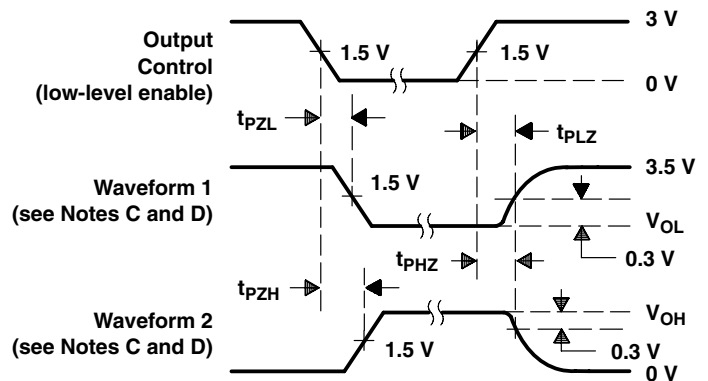 Output
Control
(low-level enable)
1.5 V
1.5 V
3 V
0 V
tPZL
tPLZ
Waveform 1
(see Notes C and D)
1.5 V
3.5 V
VOL
0.3 V
tPHZ
tPZH
Waveform 2
(see Notes C and D)
1.5 V
VOH
0.3 V
0 V